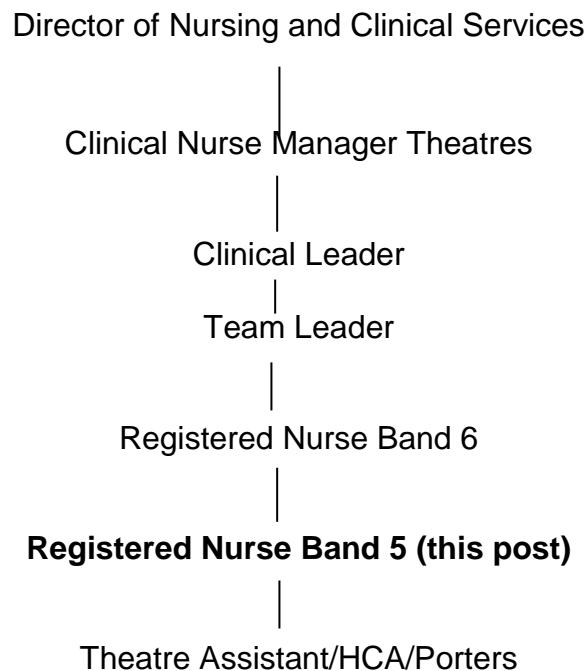 Director of Nursing and Clinical Services
Clinical Nurse Manager Theatres
Clinical Leader
Team Leader
Registered Nurse Band 6
Registered Nurse Band 5 (this post)
Theatre Assistant/HCA/Porters